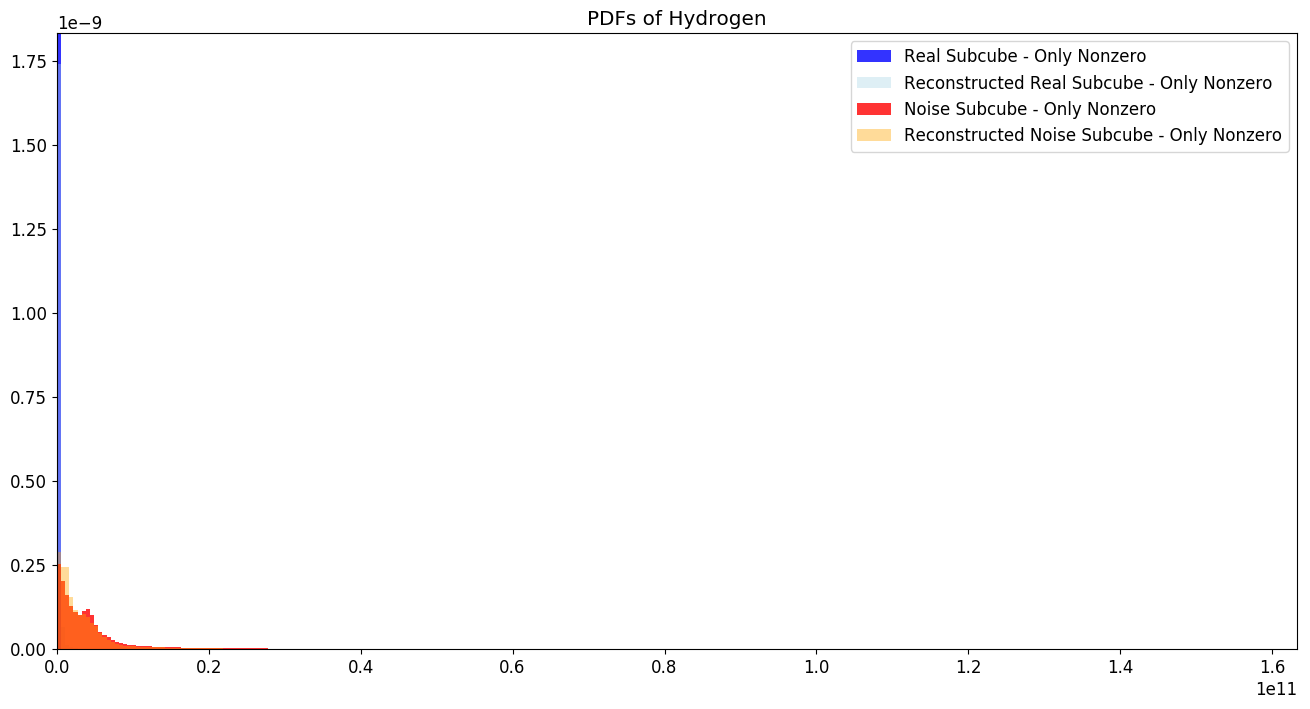 PDFs of Hydrogen
1e−9
1.75
1.50
1.25
1.00
0.75
0.50
0.25
0.00
Real Subcube - Only Nonzero
Reconstructed Real Subcube - Only Nonzero
Noise Subcube - Only Nonzero
Reconstructed Noise Subcube - Only Nonzero
0.0 0.2 0.4 0.6 0.8 1.0 1.2 1.4 1.6
1e11